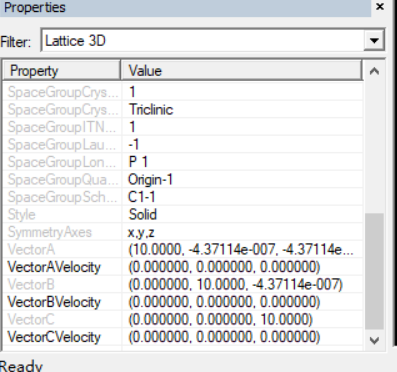 Properties ×
Filter: Lattice 3D
Property Value
SpaceGroupCrys... 1
SpaceGroupCrys... Triclinic
SpaceGroupITN... 1
SpaceGroupLau... -1
SpaceGroupLon... P 1
SpaceGroupQua... Origin-1
SpaceGroupSch... C1-1
Style Solid
SymmetryAxes x,y,z
VectorA (10.0000, -4.37114e-007, -4.37114e...
VectorAVelocity (0.000000, 0.000000, 0.000000)
VectorB (0.000000, 10.0000, -4.37114e-007)
VectorBVelocity (0.000000, 0.000000, 0.000000)
VectorC (0.000000, 0.000000, 10.0000)
VectorCVelocity (0.000000, 0.000000, 0.000000)
Ready